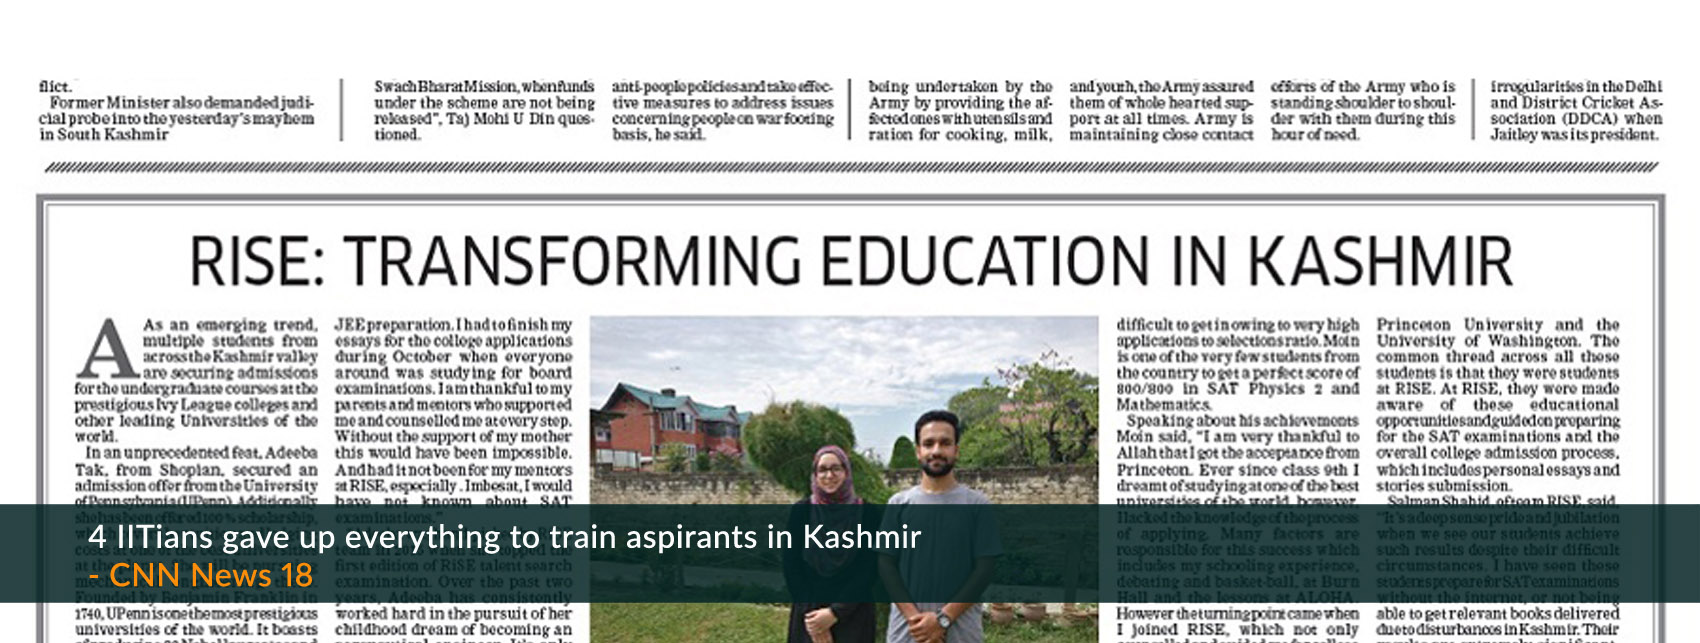 flict.
Former Minister also demanded judi-
cial probe into the yesterday's mayhem
in South Kashmir
Swach Bharat Mission, when funds
under the scheme are not being
released", Taj Mohi U Din ques-
tioned.
anti-people policies and take effec-
tive measures to address issues
concerning people on war footing
basis, he said.
being undertaken by the
Army by providing the af-
fected ones with utensils and
ration for cooking, milk,
and youth, the Army assured
them of whole hearted sup-
port at all times. Army is
maintaining close contact
efforts of the Army who is
standing shoulder to shoul-
der with them during this
hour of need.
irregularities in the Delhi
and District Cricket As-
sociation (DDCA) when
Jaitley was its president.
RISE: TRANSFORMING EDUCATION IN KASHMIR
A As an emerging trend,
multiple students from
across the Kashmir valley
are securing admissions
for the undergraduate courses at the
prestigious Ivy League colleges and
other leading Universities of the
world.
In an unprecedented feat, Adeeba
Tak, from Shopian, secured an
admission offer from the University
of Pennsylvania (UPenn). Additionally
she has been offered 100% scholarship,
Founded by Benjamin Franklin in
1740, UPenn is one the most prestigious
universities of the world. It boasts
JEE preparation. I had to finish my
essays for the college applications
during October when everyone
around was studying for board
examinations. I am thankful to my
parents and mentors who supported
me and counselled me at every step.
Without the support of my mother
this would have been impossible.
And had it not been for my mentors
at RISE, especially . Imbesat, I would
have not known about SAT
examinations."
first edition of RISE talent search
examination. Over the past two
years, Adeeba has consistently
worked hard in the pursuit of her
childhood dream of becoming an
difficult to get in owing to very high
applications to selections ratio. Moin
is one of the very few students from
the country to get a perfect score of
800/800 in SAT Physics 2 and
Mathematics.
Speaking about his achievements
Moin said, "I am very thankful to
Allah that I got the acceptance from
Princeton. Ever since class 9th I
dreamt of studying at one of the best
universities of the world, however,
I lacked the knowledge of the process
of applying. Many factors are
responsible for this success which
includes my schooling experience,
debating and basket-ball, at Burn
Hall and the lessons at ALOHA.
However the turning point came when
I joined RISE, which not only
Princeton University and the
University of Washington. The
common thread across all these
students is that they were students
at RISE. At RISE, they were made
aware of these educational
opportunities and guided on preparing
for the SAT examinations and the
overall college admission process,
which includes personal essays and
stories submission.
Salman Shahid, of team RISE, said,
"It's a deep sense pride and jubilation
when we see our students achieve
such results despite their difficult
circumstances. I have seen these
students prepare for SAT examinations
without the internet, or not being
able to get relevant books delivered
due to disturbances in Kashmir. Their
4 IITians gave up everything to train aspirants in Kashmir
- CNN News 18